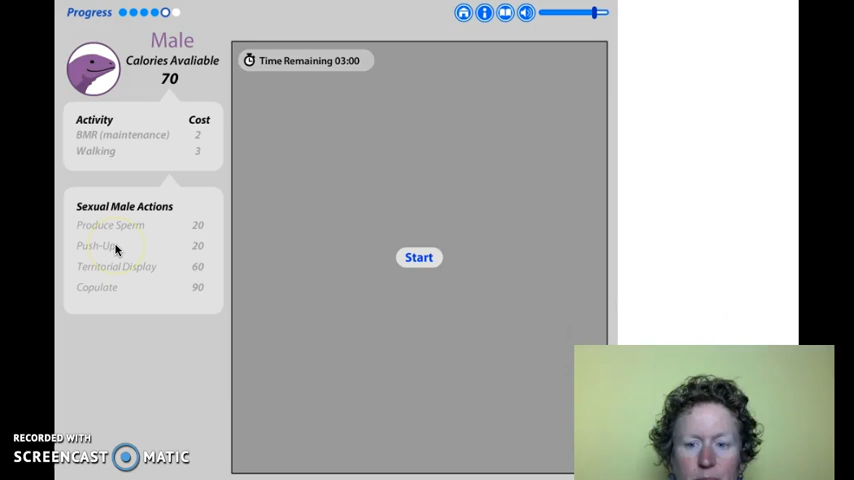 Progress
Male
Calories Avaliable
70
Time Remaining 03:00
Activity Cost
BMR (maintenance) 2
Walking 3
Sexual Male Actions
Produce Sperm 20
Push-Up 20
Territorial Display 60
Copulate 90
Start
RECORDED WITH
SCREENCAST MATIC